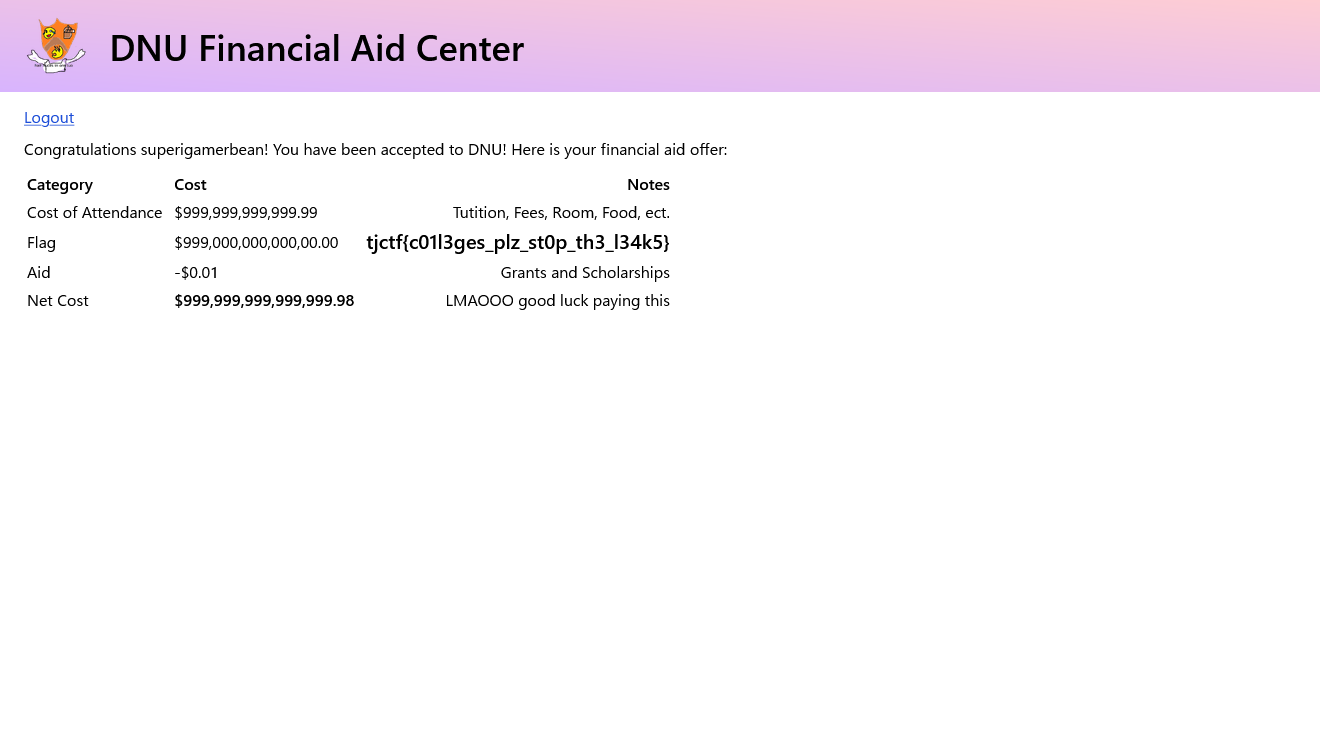 DNU Financial Aid Center
Logout
Congratulations superigamerbean! You have been accepted to DNU! Here is your financial aid offer:
Category Cost Notes
Cost of Attendance $999,999,999,999.99 Tutition, Fees, Room, Food, ect.
Flag $999,000,000,000,00.00 tjctf{c01l3ges_plz_st0p_th3_l34k5}
Aid -$0.01 Grants and Scholarships
Net Cost $999,999,999,999,999.98 LMAOOO good luck paying this